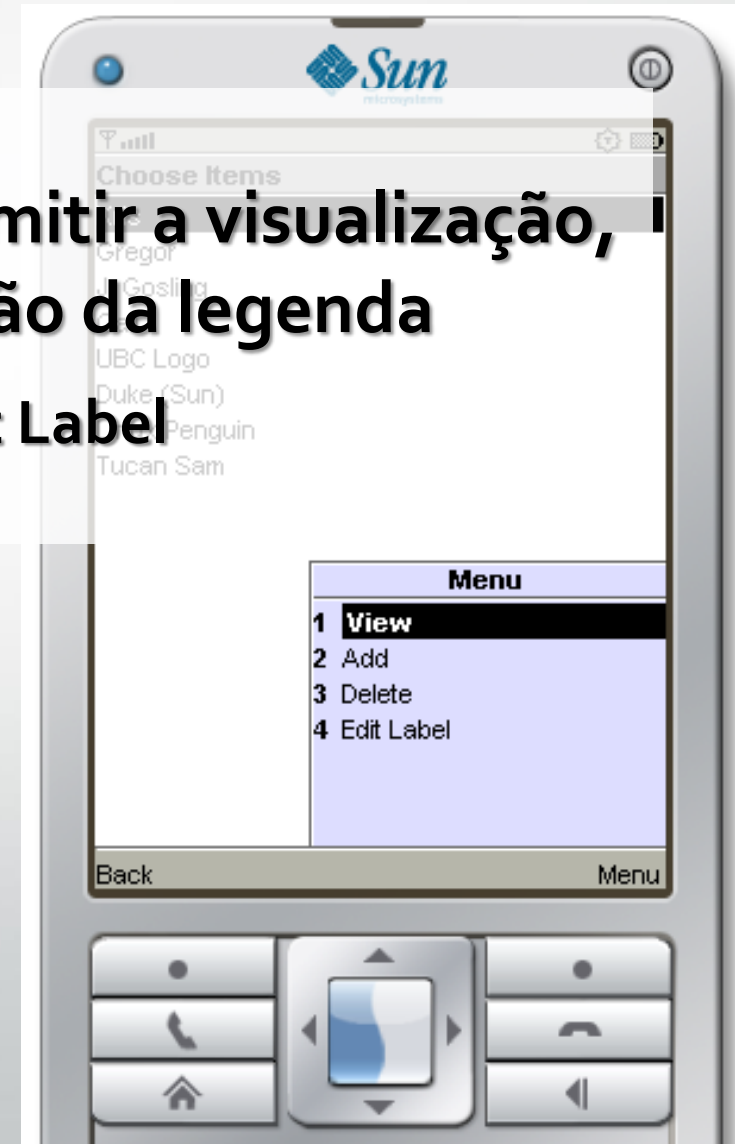 Sun
microsystems
Choose Items
mitir a visualização,
Gregor
ão da legenda
UBC Logo
Duke (Sun)
Label
Penguin
Tucan Sam
Menu
1 View
2 Add
3 Delete
4 Edit Label
Back
Menu